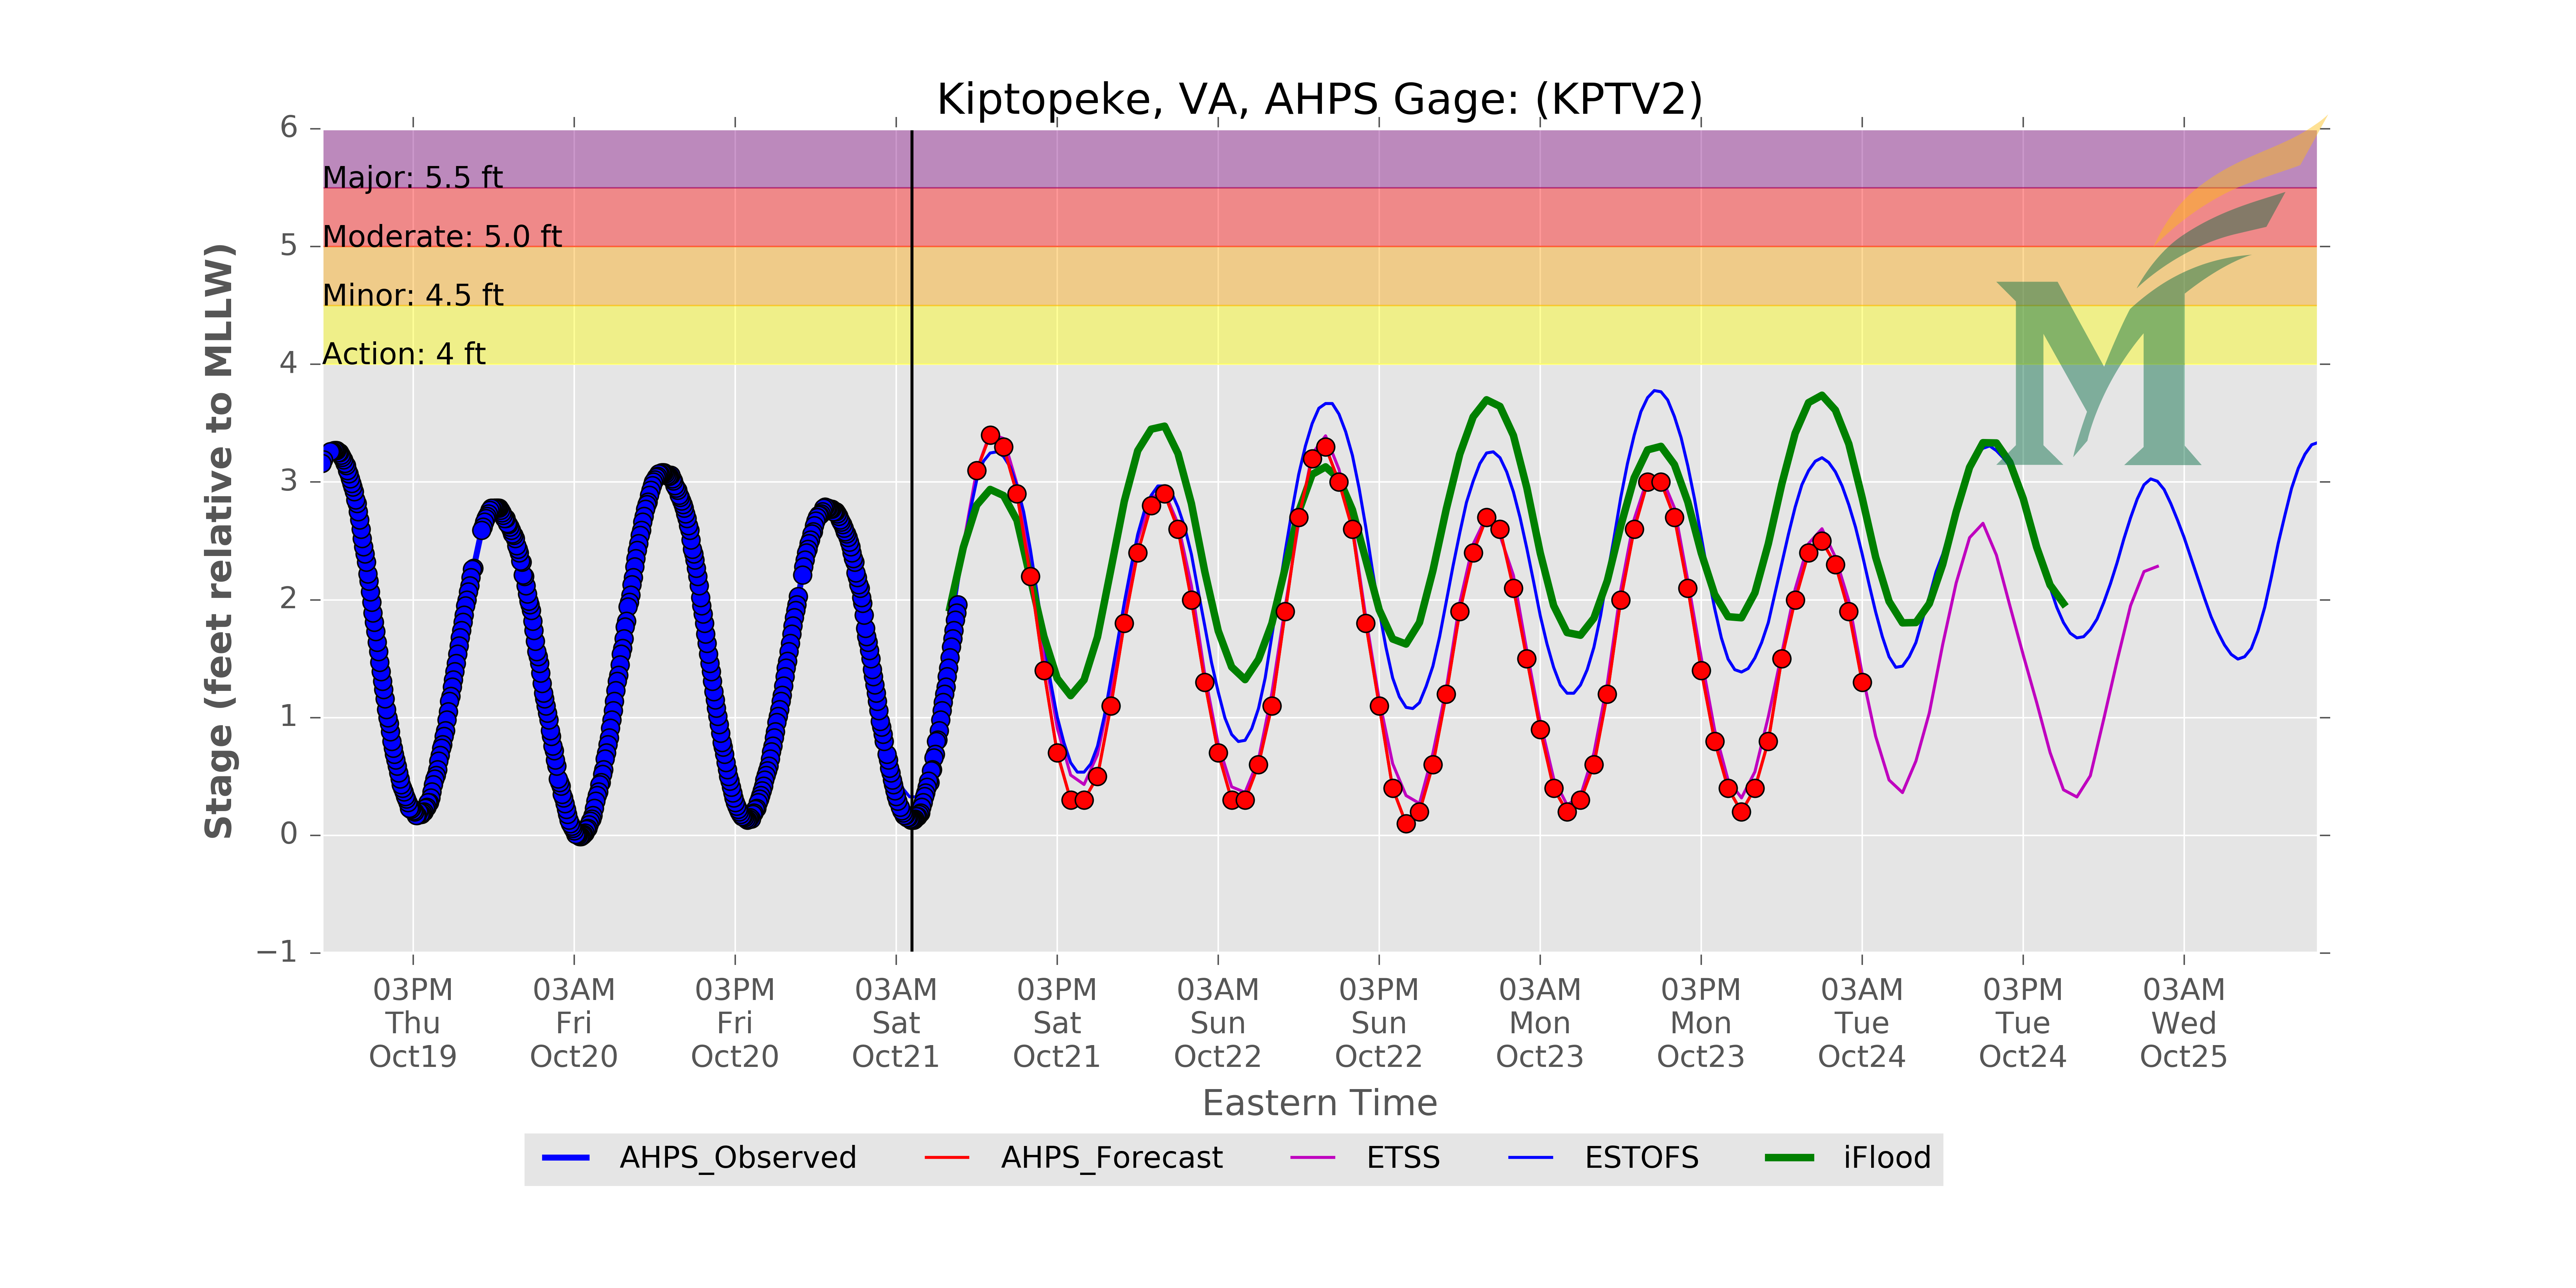 Kiptopeke, VA, AHPS Gage: (KPTV2)
6
5
4
3
2
1
0
−1
Stage (feet relative to MLLW)
Major: 5.5 ft
Moderate: 5.0 ft
Minor: 4.5 ft
Action: 4 ft
M
03PM 03AM 03PM 03AM 03PM 03AM 03PM 03AM 03PM 03AM 03PM 03AM
Thu Fri Fri Sat Sat Sun Sun Mon Mon Tue Tue Wed
Oct19 Oct20 Oct20 Oct21 Oct21 Oct22 Oct22 Oct23 Oct23 Oct24 Oct24 Oct25
Eastern Time
AHPS_Observed AHPS_Forecast ETSS ESTOFS iFlood